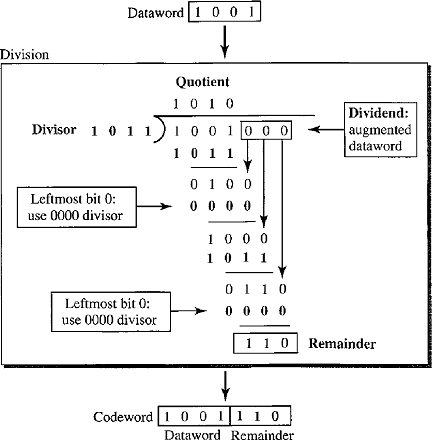 Dataword 1 0 0 1
Division
Quotient
1 0 1 0
Divisor 1 0 1 1 1 0 0 1 0 0 0
Dividend:
augmented
dataword
1 0 1 1
0 1 0 0
Leftmost bit 0:
use 0000 divisor
0 0 0 0
1 0 0 0
1 0 1 1
0 1 1 0
Leftmost bit 0:
use 0000 divisor
0 0 0 0
1 1 0 Remainder
Codeword 1 0 0 1 1 1 0
Dataword Remainder